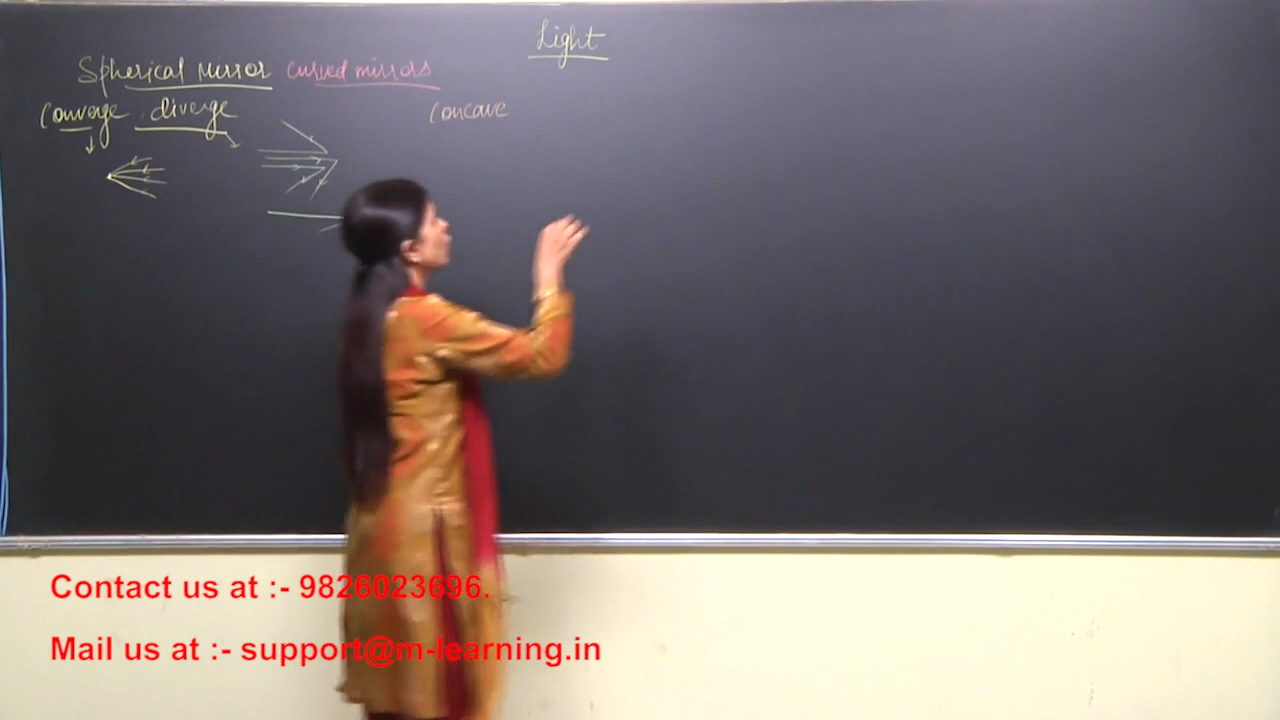 Light
Spherical Mirror Curved mirrors
Converge diverge
Concave
Contact us at :- 9826023696.
Mail us at :- support@m-learning.in